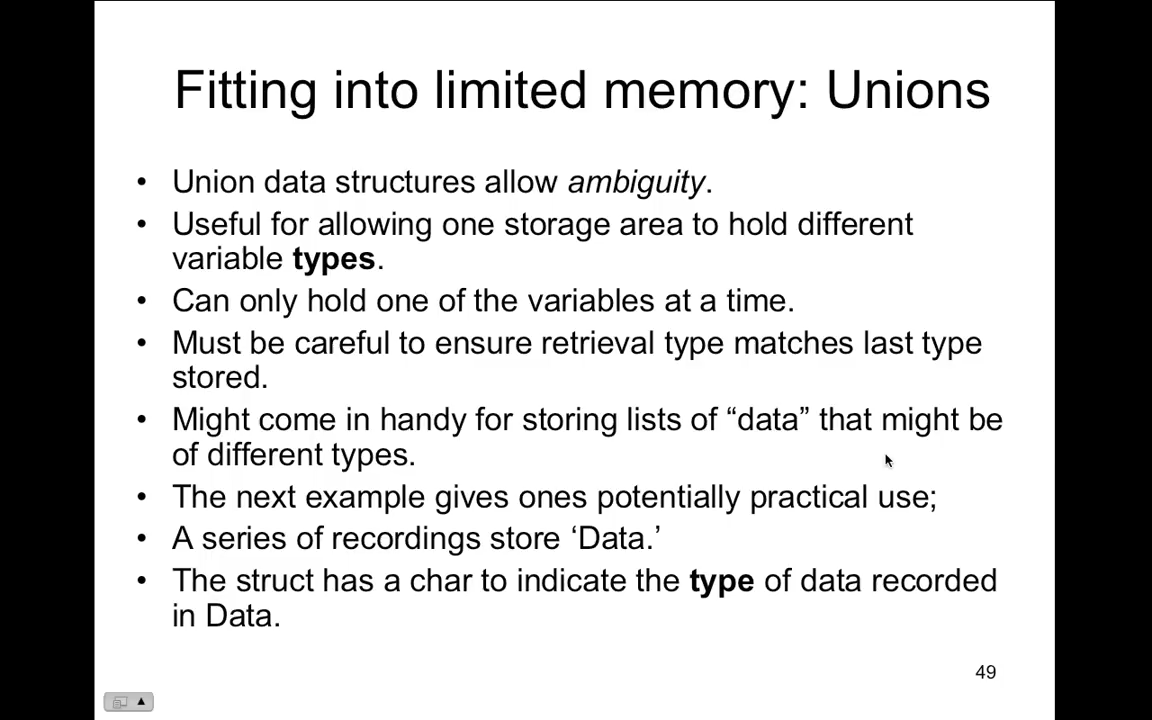 Fitting into limited memory: Unions
• Union data structures allow ambiguity.
• Useful for allowing one storage area to hold different
variable types.
• Can only hold one of the variables at a time.
• Must be careful to ensure retrieval type matches last type
stored.
• Might come in handy for storing lists of “data” that might be
of different types.
• The next example gives ones potentially practical use;
• A series of recordings store ‘Data.’
• The struct has a char to indicate the type of data recorded
in Data.
49